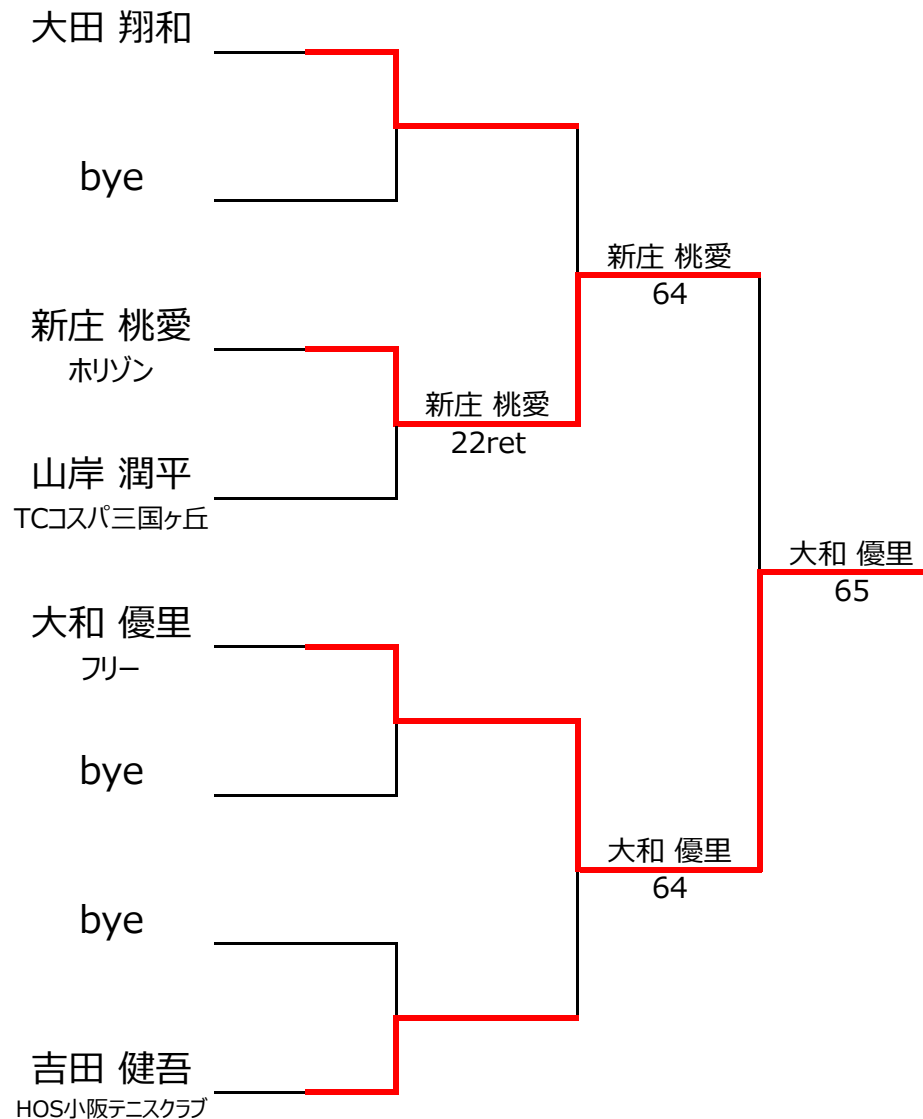 大田 翔和
bye
新庄 桃愛
64
新庄 桃愛
ホリゾン
新庄 桃愛
22ret
山岸 潤平
TCコスパ三国ヶ丘
大和 優里
65
大和 優里
フリー
bye
大和 優里
64
bye
吉田 健吾
HOS小阪テニスクラブ